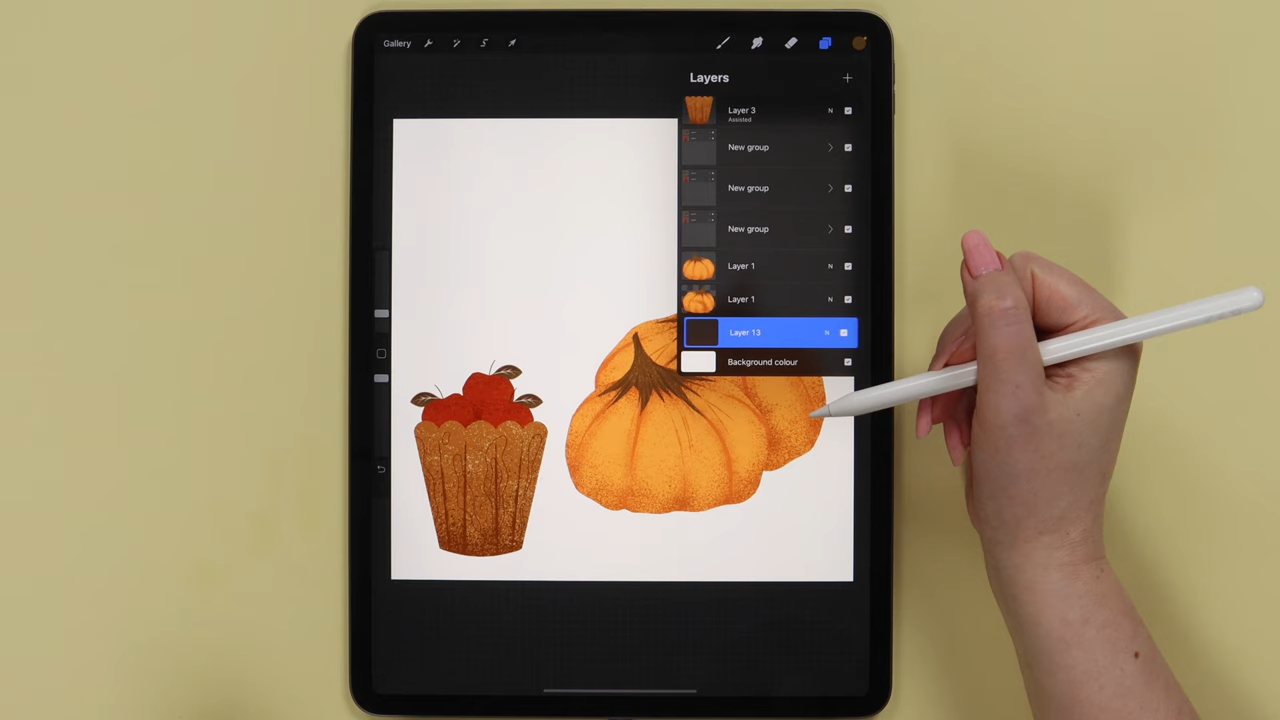 Gallery
Layers
Layer 3
N
Assisted
New group
New group
New group
Layer 1
N
Layer 1
N
Layer 13
N
Background colour